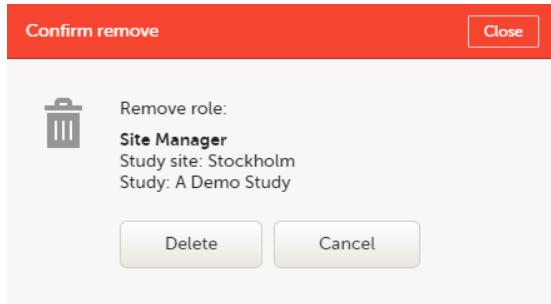 Confirm remove
Close
Remove role:
Site Manager
Study site: Stockholm
Study: A Demo Study
Delete
Cancel